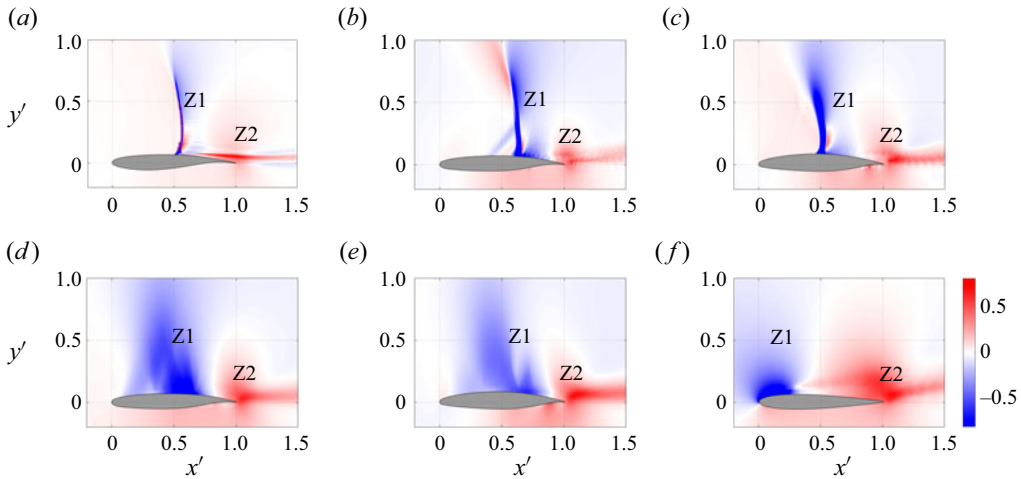 (a) (b) (c)
1.0 1.0 1.0
Z1 Z1 Z1
y′ 0.5 0.5 0.5
Z2 Z2 Z2
0 0 0
0 0.5 1.0 1.5 0 0.5 1.0 1.5 0 0.5 1.0 1.5
(d) (e) (f)
1.0 1.0 1.0
0.5
Z1 Z1 Z1
y′ 0.5 0.5 0.5 0
Z2 Z2 Z2
−0.5
0 0 0
0 0.5 1.0 1.5 0 0.5 1.0 1.5 0 0.5 1.0 1.5
x′ x′ x′